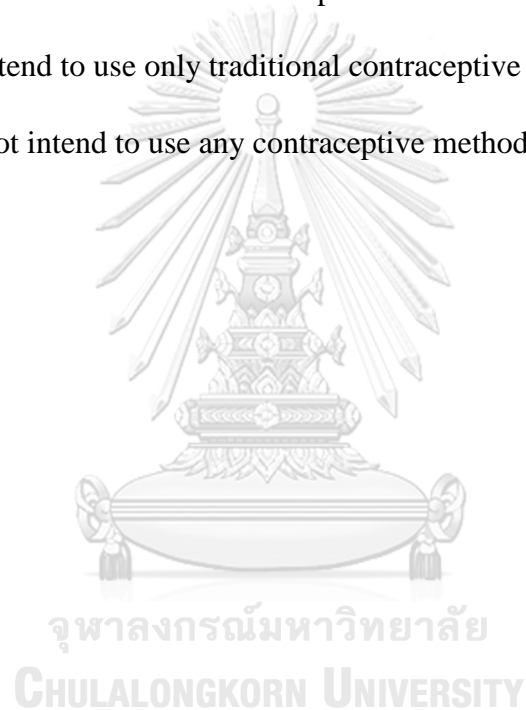 tend to use only traditional contraceptive
ot intend to use any contraceptive method
จุฬาลงกรณ์มหาวิทยาลัย
CHULALONGKORN UNIVERSITY